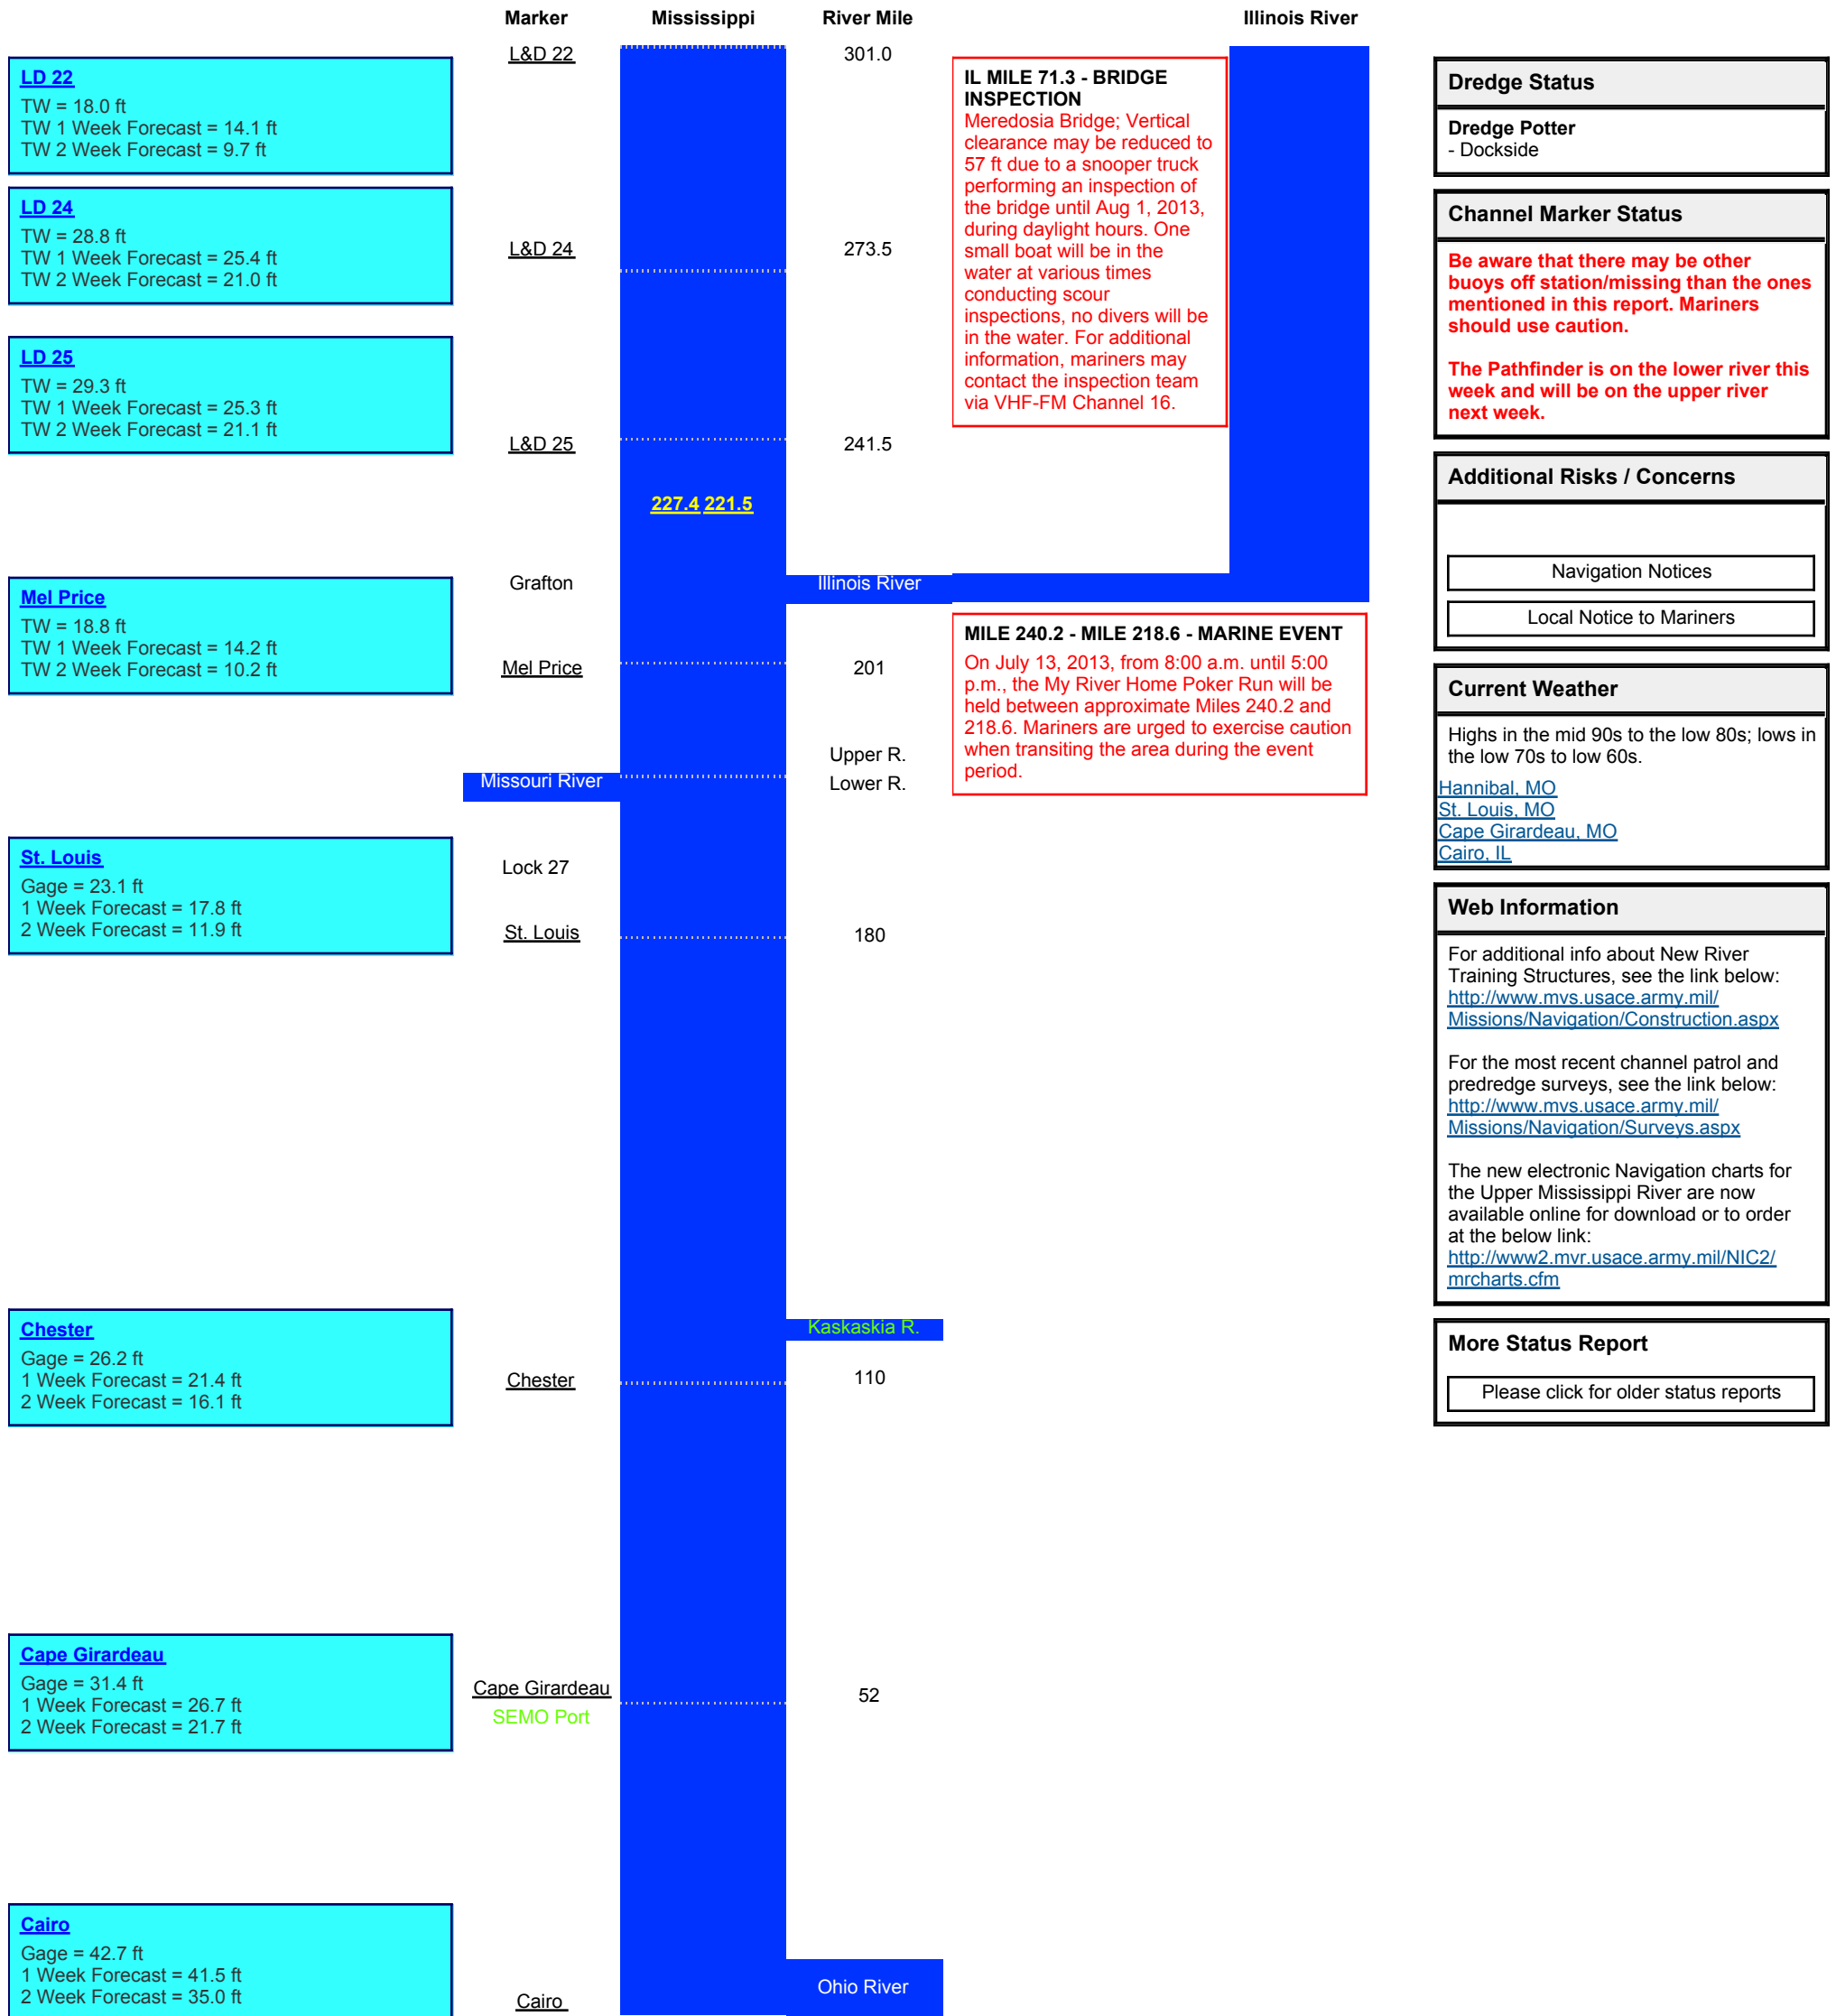 Marker
Mississippi
River Mile
Illinois River
L&D 22
301.0
LD 22
TW = 18.0 ft
TW 1 Week Forecast = 14.1 ft
TW 2 Week Forecast = 9.7 ft
LD 24
TW = 28.8 ft
TW 1 Week Forecast = 25.4 ft
TW 2 Week Forecast = 21.0 ft
L&D 24
273.5
LD 25
TW = 29.3 ft
TW 1 Week Forecast = 25.3 ft
TW 2 Week Forecast = 21.1 ft
L&D 25
241.5
227.4 221.5
IL MILE 71.3 - BRIDGE
INSPECTION
Meredosia Bridge; Vertical
clearance may be reduced to
57 ft due to a snooper truck
performing an inspection of
the bridge until Aug 1, 2013,
during daylight hours. One
small boat will be in the
water at various times
conducting scour
inspections, no divers will be
in the water. For additional
information, mariners may
contact the inspection team
via VHF-FM Channel 16.
Grafton
Illinois River
Mel Price
TW = 18.8 ft
TW 1 Week Forecast = 14.2 ft
TW 2 Week Forecast = 10.2 ft
Mel Price
201
MILE 240.2 - MILE 218.6 - MARINE EVENT
On July 13, 2013, from 8:00 a.m. until 5:00
p.m., the My River Home Poker Run will be
held between approximate Miles 240.2 and
218.6. Mariners are urged to exercise caution
when transiting the area during the event
period.
Upper R.
Missouri River
Lower R.
St. Louis
Gage = 23.1 ft
1 Week Forecast = 17.8 ft
2 Week Forecast = 11.9 ft
Lock 27
St. Louis
180
Chester
Gage = 26.2 ft
1 Week Forecast = 21.4 ft
2 Week Forecast = 16.1 ft
Kaskaskia R.
Chester
110
Cape Girardeau
Gage = 31.4 ft
1 Week Forecast = 26.7 ft
2 Week Forecast = 21.7 ft
Cape Girardeau
52
SEMO Port
Cairo
Gage = 42.7 ft
1 Week Forecast = 41.5 ft
2 Week Forecast = 35.0 ft
Cairo
Ohio River
Dredge Status
Dredge Potter
- Dockside
Channel Marker Status
Be aware that there may be other
buoys off station/missing than the ones
mentioned in this report. Mariners
should use caution.
The Pathfinder is on the lower river this
week and will be on the upper river
next week.
Additional Risks / Concerns
Navigation Notices
Local Notice to Mariners
Current Weather
Highs in the mid 90s to the low 80s; lows in
the low 70s to low 60s.
Hannibal, MO
St. Louis, MO
Cape Girardeau, MO
Cairo, IL
Web Information
For additional info about New River
Training Structures, see the link below:
http://www.mvs.usace.army.mil/
Missions/Navigation/Construction.aspx
For the most recent channel patrol and
predredge surveys, see the link below:
http://www.mvs.usace.army.mil/
Missions/Navigation/Surveys.aspx
The new electronic Navigation charts for
the Upper Mississippi River are now
available online for download or to order
at the below link:
http://www2.mvr.usace.army.mil/NIC2/
mrcharts.cfm
More Status Report
Please click for older status reports